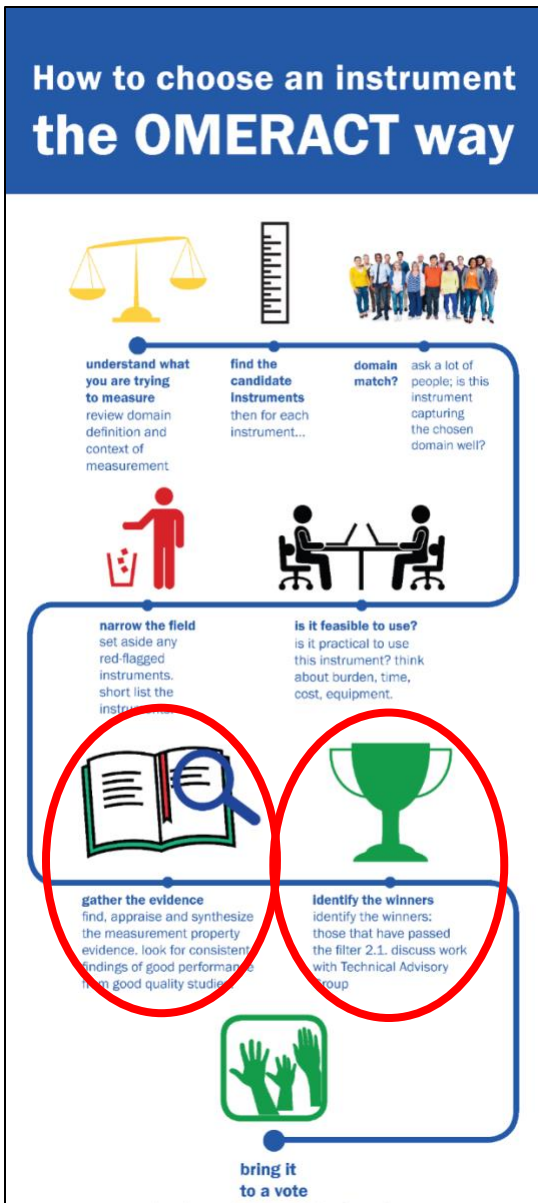 How to choose an instrument
the OMERACT way
understand what
you are trying
to measure
review domain
definition and
context of
measurement
find the
candidate
instruments
then for each
instrument...
domain
match?
ask a lot of
people; is this
instrument
capturing
the chosen
domain well?
narrow the field
set aside any
red-flagged
instruments.
short list the
instruments.
is it feasible to use?
is it practical to use
this instrument? think
about burden, time,
cost, equipment.
gather the evidence
find, appraise and synthesize
the measurement property
evidence. look for consistent
findings of good performance
from good quality studies
Identify the winners
identify the winners:
those that have passed
the filter 2.1. discuss work
with Technical Advisory
Group
bring it
to a vote